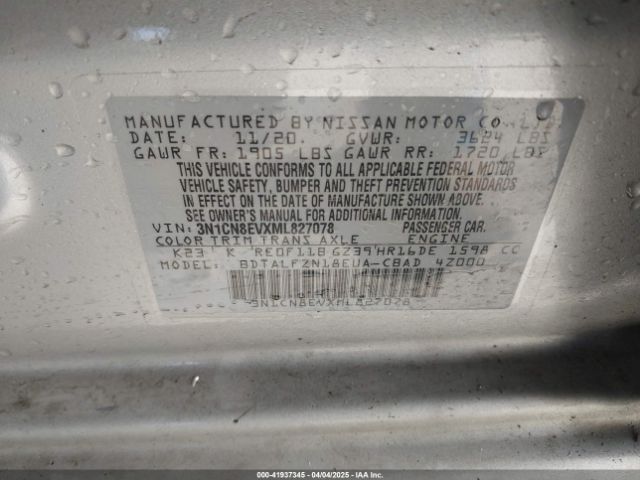 MANUFACTURED BY NISSAN MOTOR CO., LTD.
DATE: 11/20. GVWR: 3624 LBS
GAWR FR: 1905 LBS GAWR RR: 1720 LBS
THIS VEHICLE CONFORMS TO ALL APPLICABLE FEDERAL MOTOR
VEHICLE SAFETY, BUMPER AND THEFT PREVENTION STANDARDS
IN EFFECT ON THE DATE OF MANUFACTURE SHOWN ABOVE.
SEE OWNER'S MANUAL FOR ADDITIONAL INFORMATION
VIN: 3N1CN8EVXML827078 PASSENGER CAR.
COLOR TRIM TRANS AXLE ENGINE
K23 K RE0F11B GZ39 HR16DE 1598 CC
MODEL: BDTALFZN18EUA-CBAD 4Z000
3N1CN8EVXML827078
000-41937345 04/04/2025 IAA, Inc.